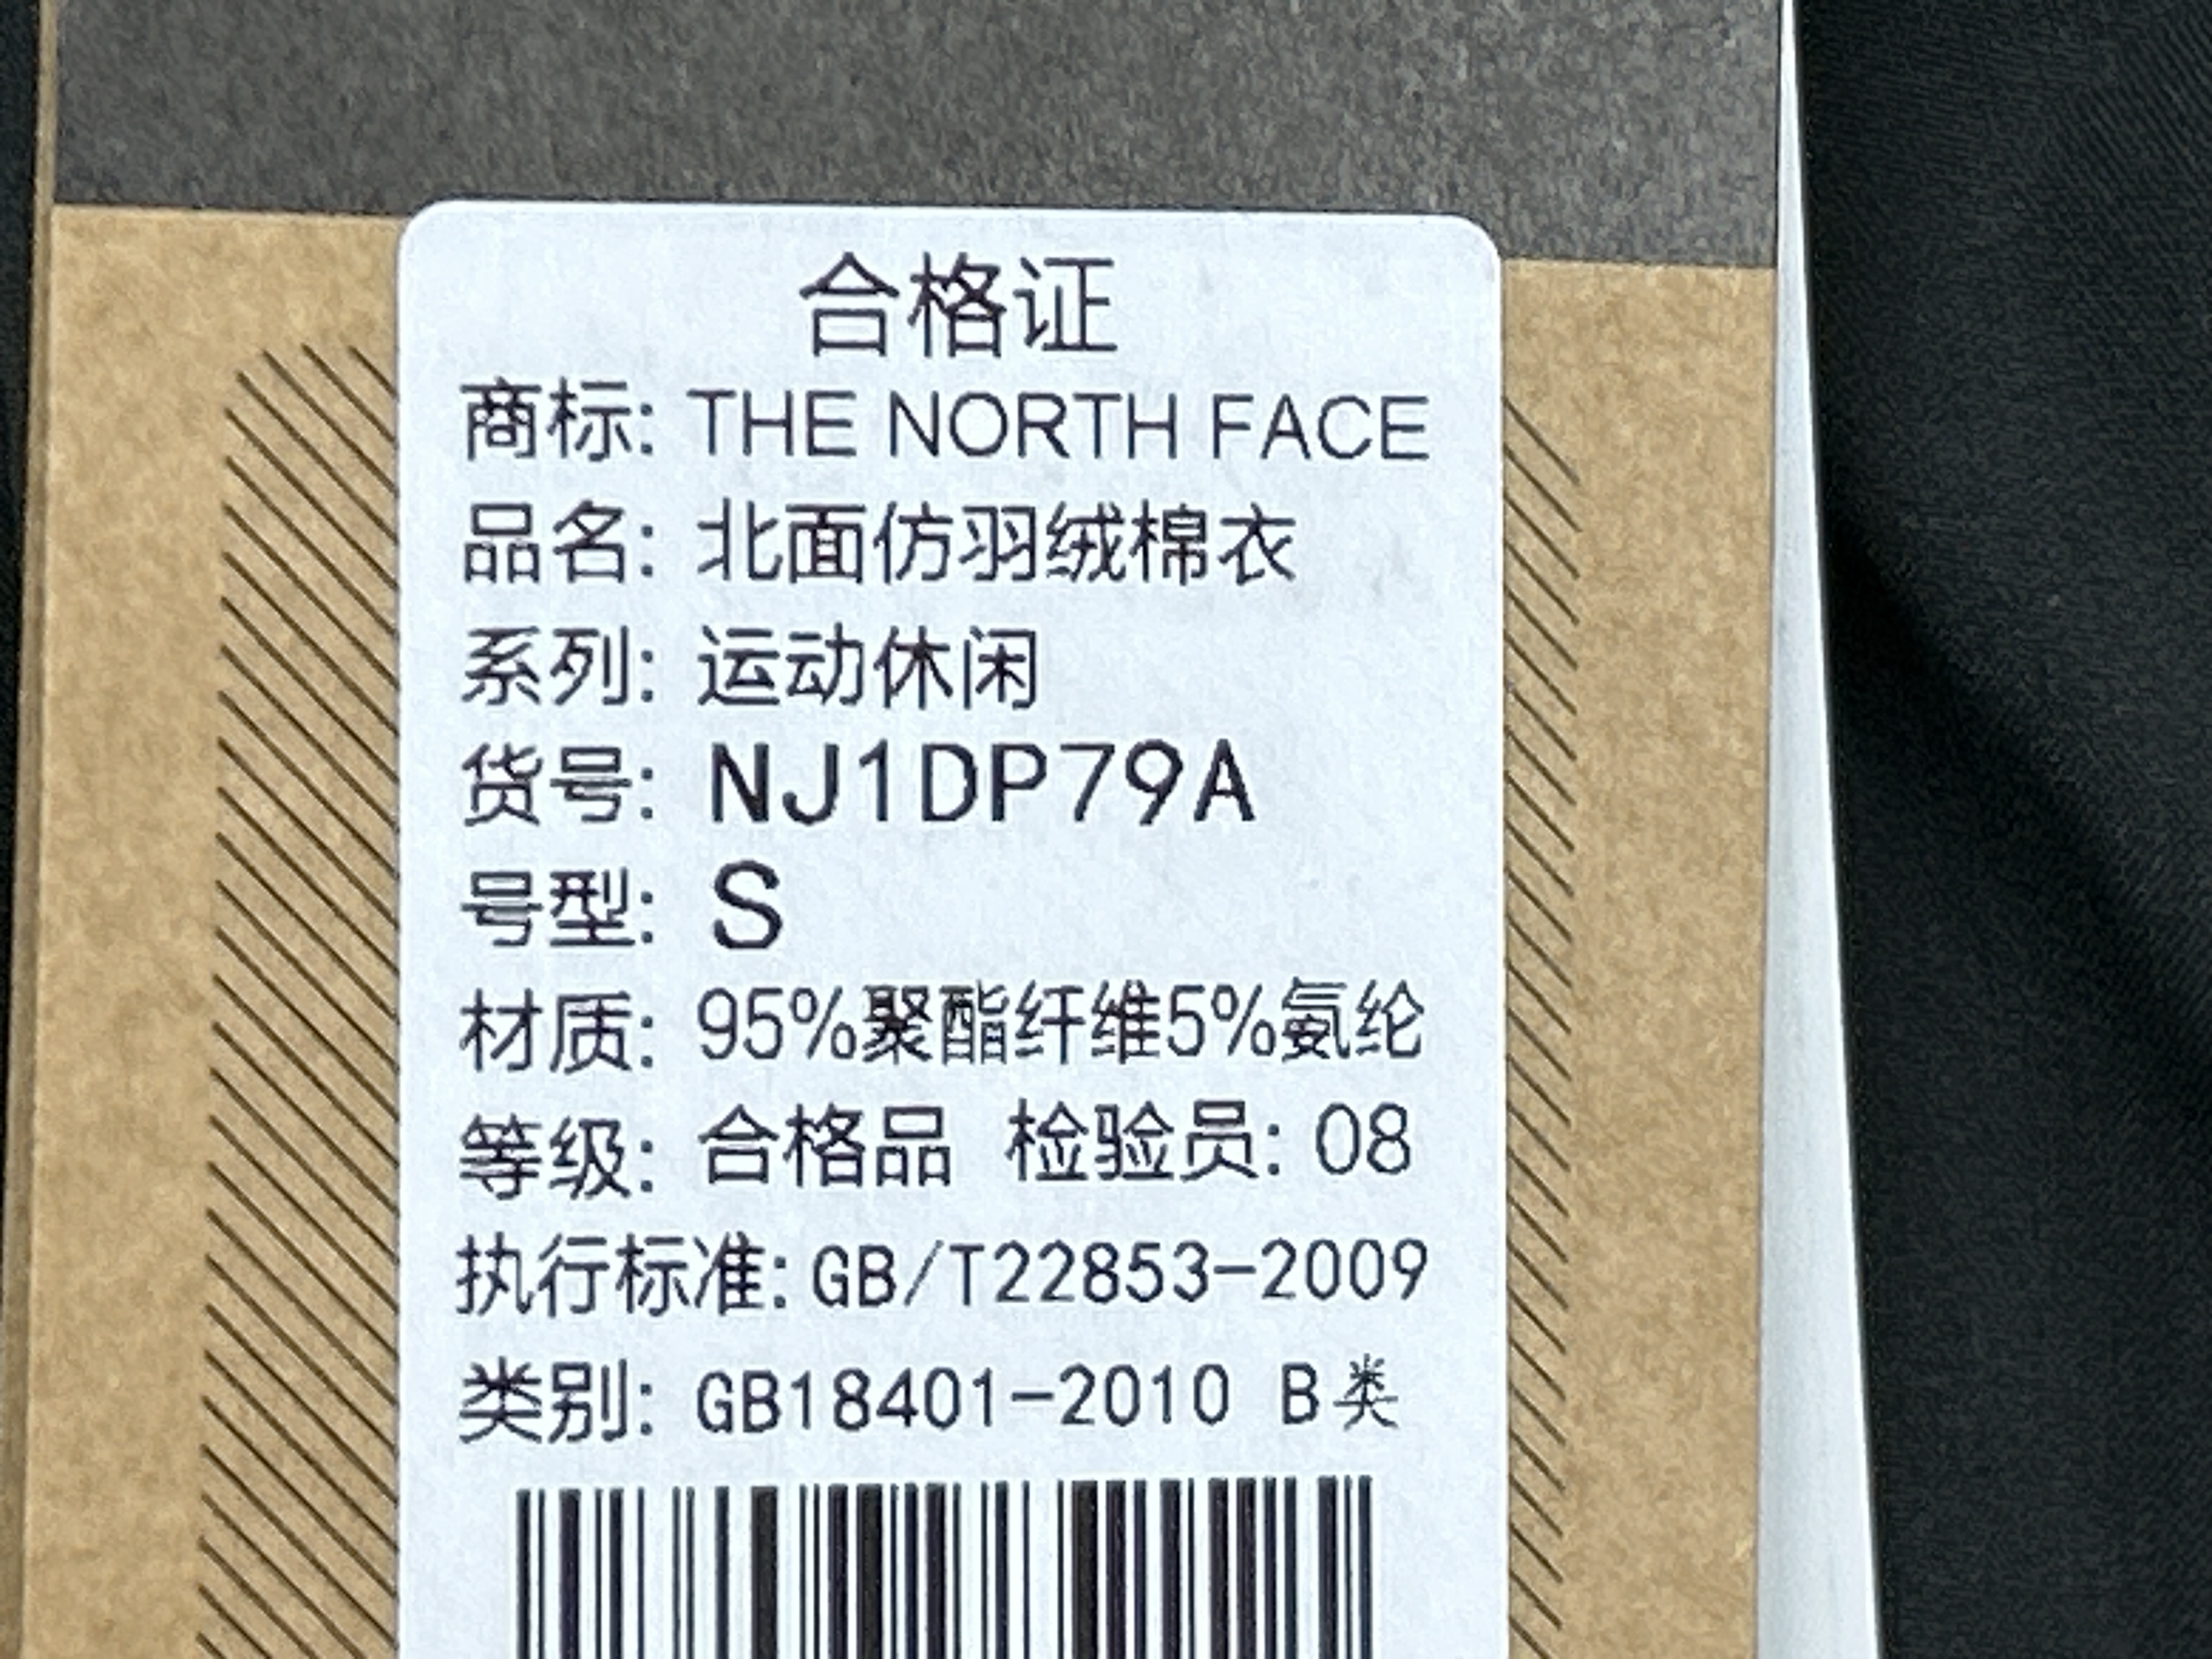 合格证
商标: THE NORTH FACE
品名: 北面仿羽绒棉衣
系列: 运动休闲
货号: NJ1DP79A
号型: S
材质: 95%聚酯纤维5%氨纶
等级: 合格品 检验员: 08
执行标准: GB/T22853-2009
类别: GB18401-2010 B类